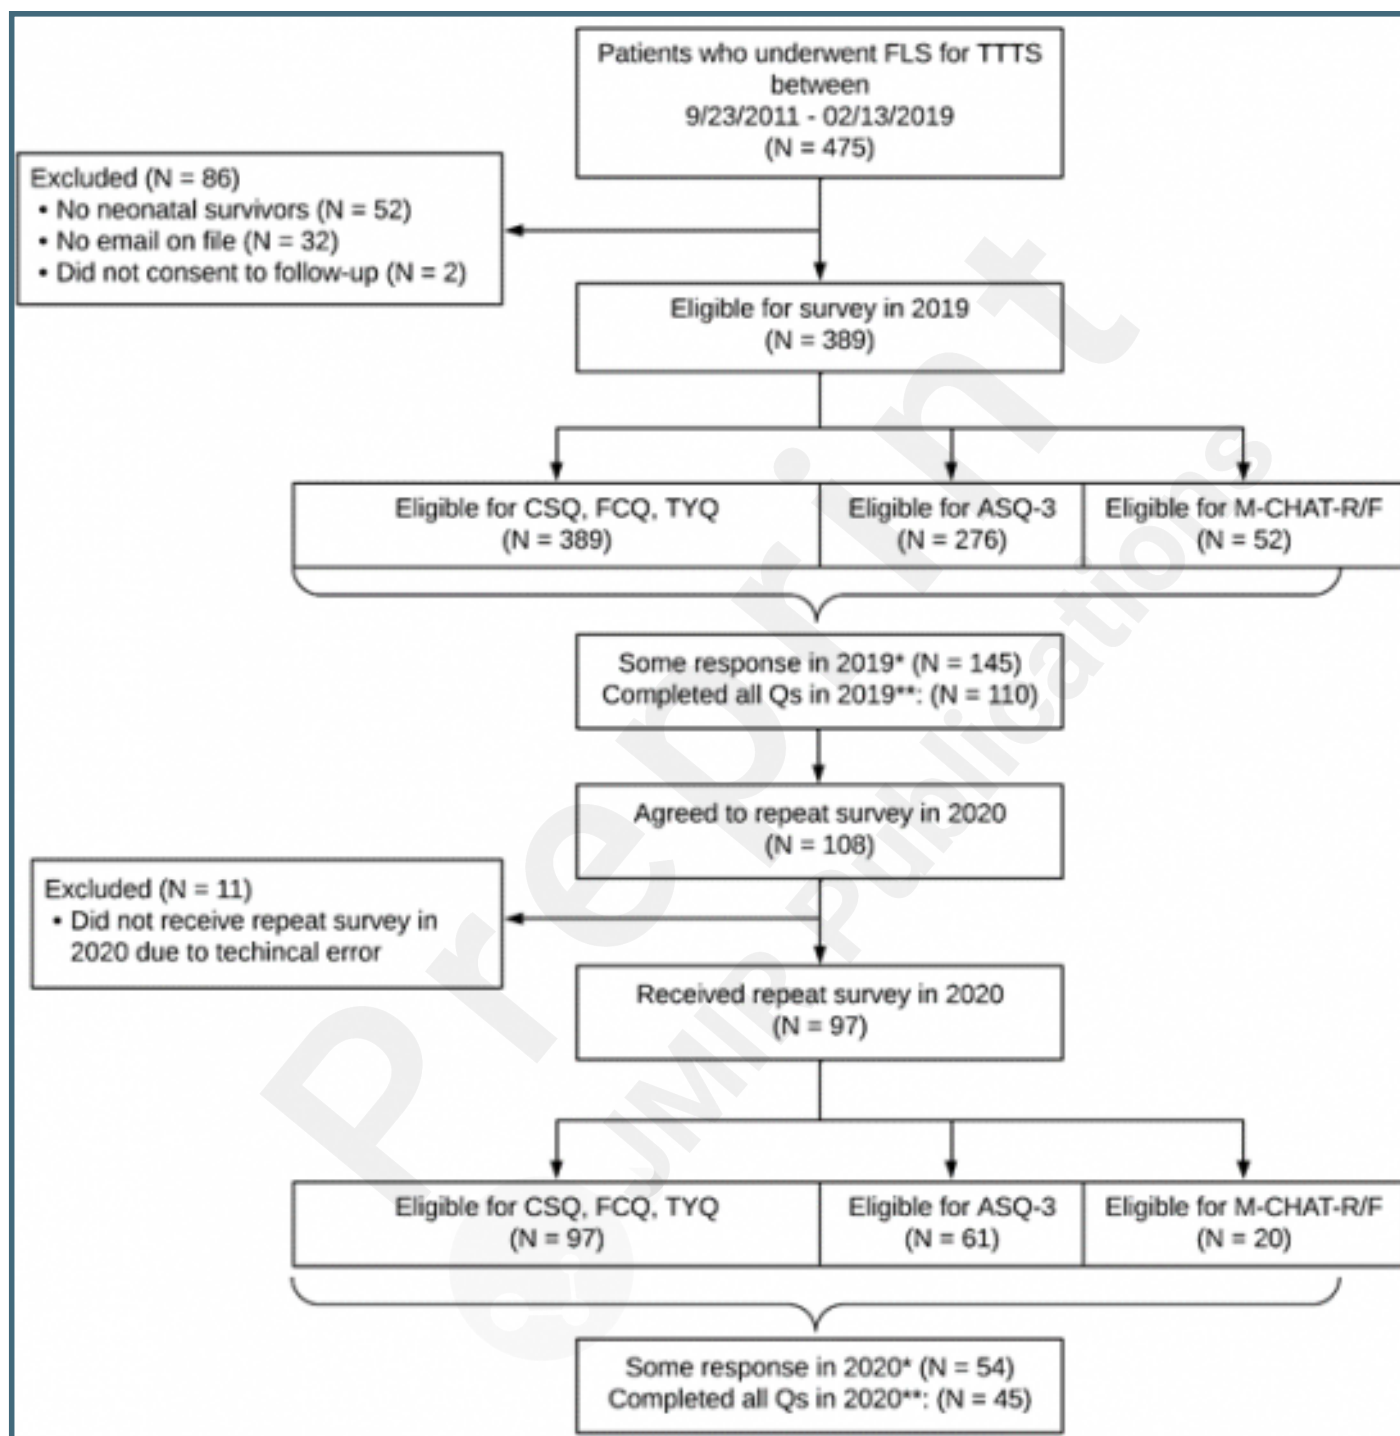 Patients who underwent FLS for TTTS
between
9/23/2011 - 02/13/2019
(N = 475)
Excluded (N = 86)
• No neonatal survivors (N = 52)
• No email on file (N = 32)
• Did not consent to follow-up (N = 2)
Eligible for survey in 2019
(N = 389)
Eligible for CSQ, FCQ, TYQ
(N = 389)
Eligible for ASQ-3
(N = 276)
Eligible for M-CHAT-R/F
(N = 52)
Some response in 2019* (N = 145)
Completed all Qs in 2019**: (N = 110)
Agreed to repeat survey in 2020
(N = 108)
Excluded (N = 11)
• Did not receive repeat survey in
2020 due to techincal error
Received repeat survey in 2020
(N = 97)
Eligible for CSQ, FCQ, TYQ
(N = 97)
Eligible for ASQ-3
(N = 61)
Eligible for M-CHAT-R/F
(N = 20)
Some response in 2020* (N = 54)
Completed all Qs in 2020**: (N = 45)
Preprint
JMIR Publications